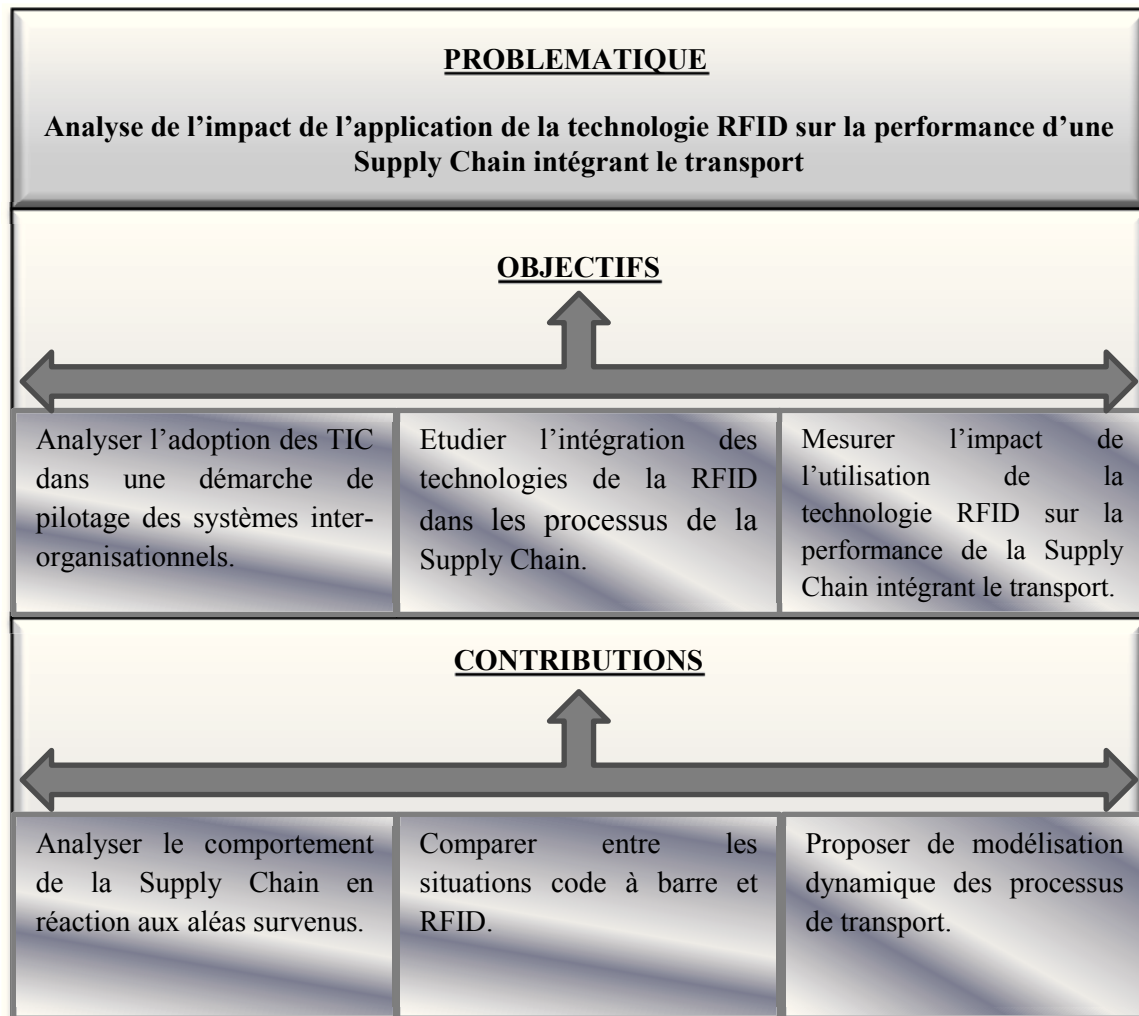 PROBLEMATIQUE
Analyse de l’impact de l’application de la technologie RFID sur la performance d’une
Supply Chain intégrant le transport
OBJECTIFS
Analyser l’adoption des TIC
dans une démarche de
pilotage des systèmes inter-
organisationnels.
Etudier l’intégration des
technologies de la RFID
dans les processus de la
Supply Chain.
Mesurer l’impact de
l’utilisation de la
technologie RFID sur la
performance de la Supply
Chain intégrant le transport.
CONTRIBUTIONS
Analyser le comportement
de la Supply Chain en
réaction aux aléas survenus.
Comparer entre les
situations code à barre et
RFID.
Proposer de modélisation
dynamique des processus
de transport.